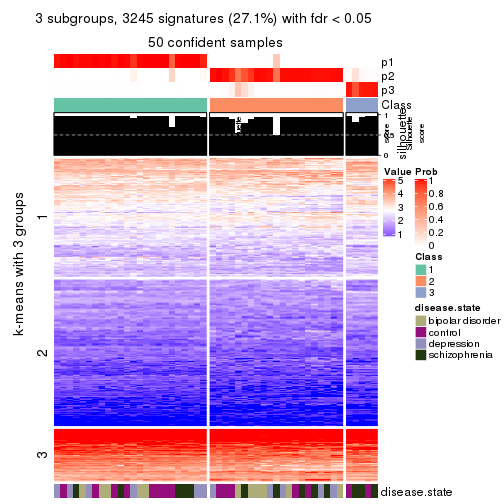 3 subgroups, 3245 signatures (27.1%) with fdr < 0.05
50 confident samples
p1
p2
p3
Class
1
0.5
0
silhouette
score
Silhouette
score
k-means with 3 groups
1
2
3
Value
5
4
3
2
1
Prob
1
0.8
0.6
0.4
0.2
0
Class
1
2
3
disease.state
bipolar disorder
control
depression
schizophrenia
disease.state